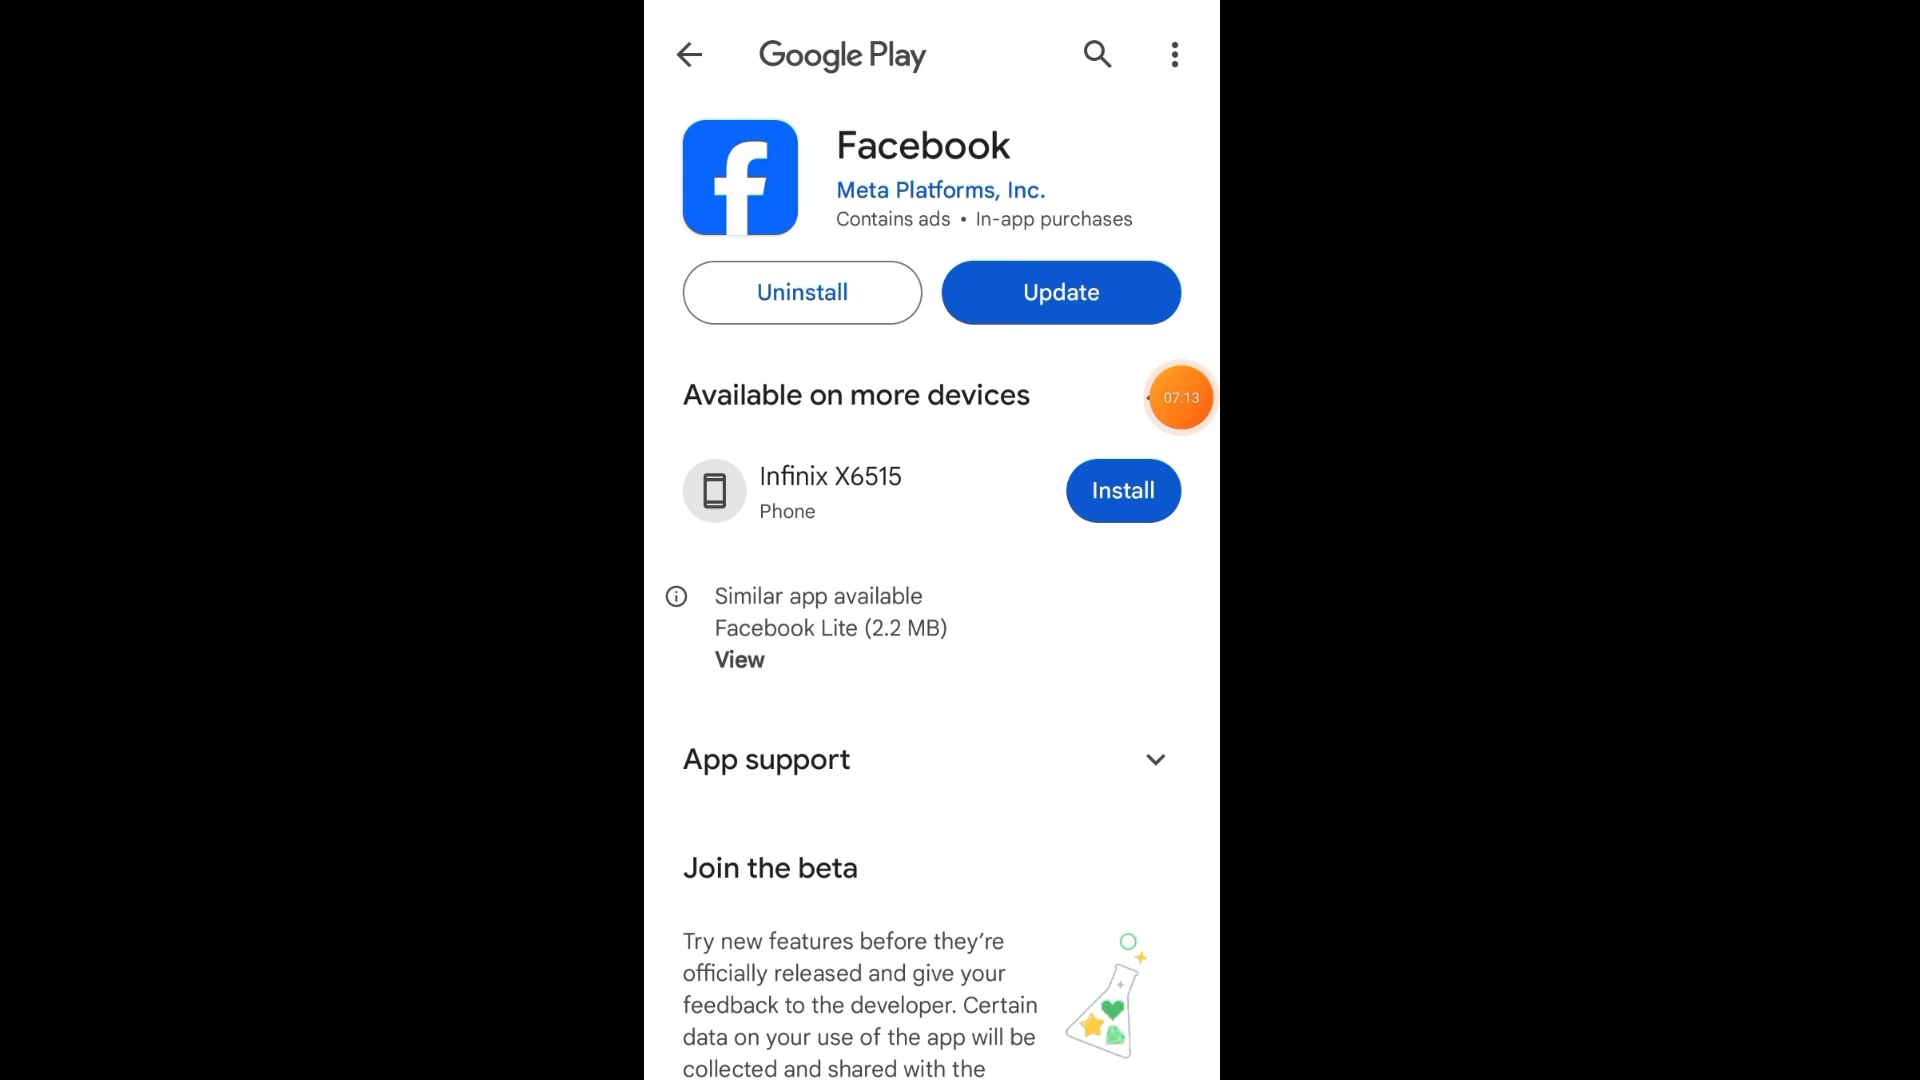 Google Play
Facebook
Meta Platforms, Inc.
Contains ads • In-app purchases
Uninstall
Update
Available on more devices
07:13
Infinix X6515
Phone
Install
Similar app available
Facebook Lite (2.2 MB)
View
App support
Join the beta
Try new features before they’re
officially released and give your
feedback to the developer. Certain
data on your use of the app will be
collected and shared with the